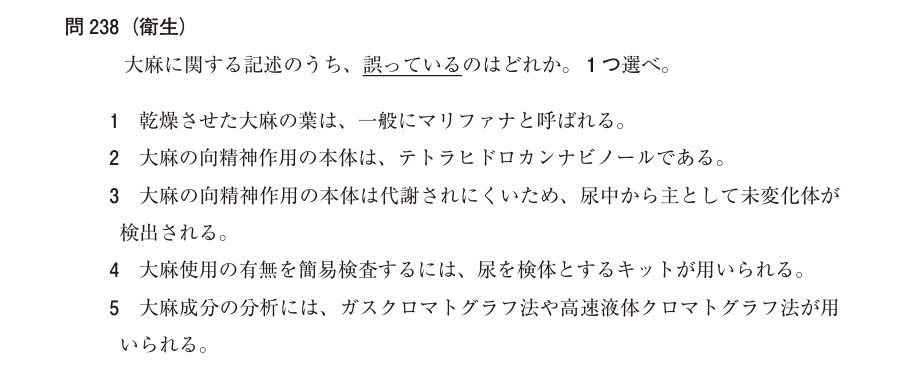 問 238（衛生）
大麻に関する記述のうち、誤っているのはどれか。1つ選べ。
1 乾燥させた大麻の葉は、一般にマリファナと呼ばれる。
2 大麻の向精神作用の本体は、テトラヒドロカンナビノールである。
3 大麻の向精神作用の本体は代謝されにくいため、尿中から主として未変化体が
検出される。
4 大麻使用の有無を簡易検査するには、尿を検体とするキットが用いられる。
5 大麻成分の分析には、ガスクロマトグラフ法や高速液体クロマトグラフ法が用
いられる。